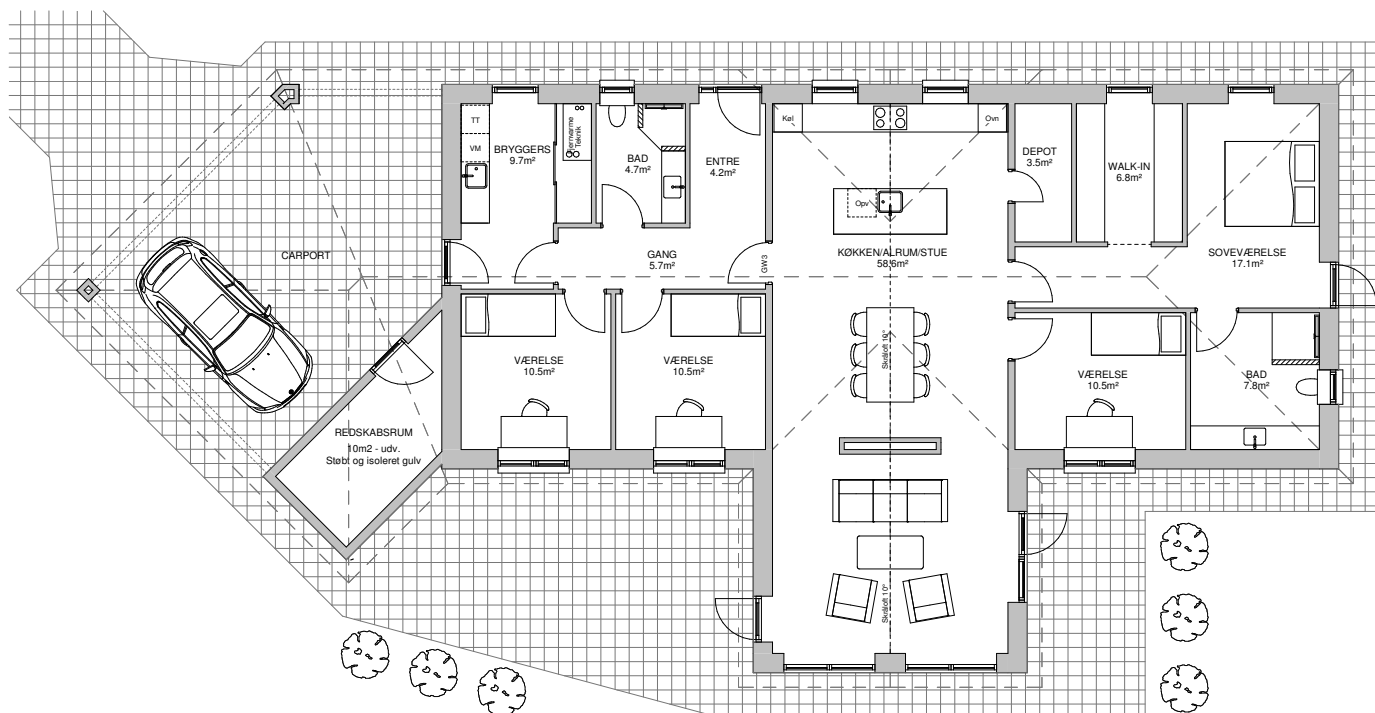 TT
VM
BRYGGERS
9.7m²
Fjernvarme
Teknik
BAD
4.7m²
ENTRE
4.2m²
Køl
Ovn
DEPOT
3.5m²
WALK-IN
6.8m²
Opv
CARPORT
GANG
5.7m²
GW3
KØKKEN/ALRUM/STUE
58.6m²
SOVEVÆRELSE
17.1m²
VÆRELSE
10.5m²
VÆRELSE
10.5m²
Skråloft 10°
VÆRELSE
10.5m²
BAD
7.8m²
REDSKABSRUM
10m2 - udv.
Støbt og isoleret gulv
Skråloft 10°